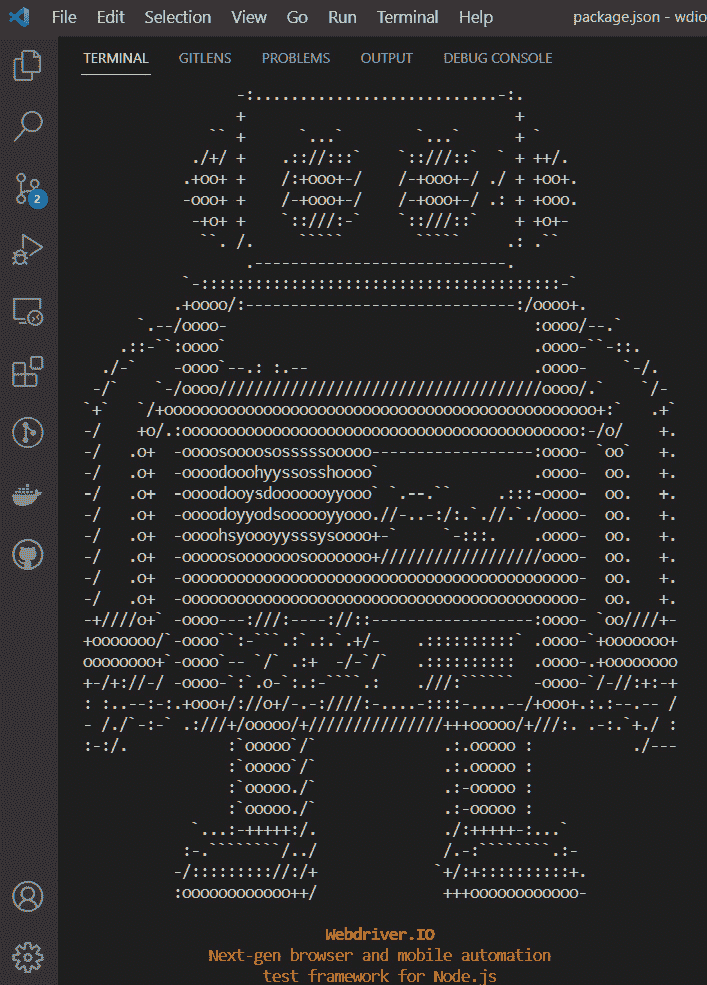 File Edit Selection View Go Run Terminal Help package.json - wdio
TERMINAL GITLENS PROBLEMS OUTPUT DEBUG CONSOLE
2
Webdriver.IO
Next-gen browser and mobile automation
test framework for Node.js